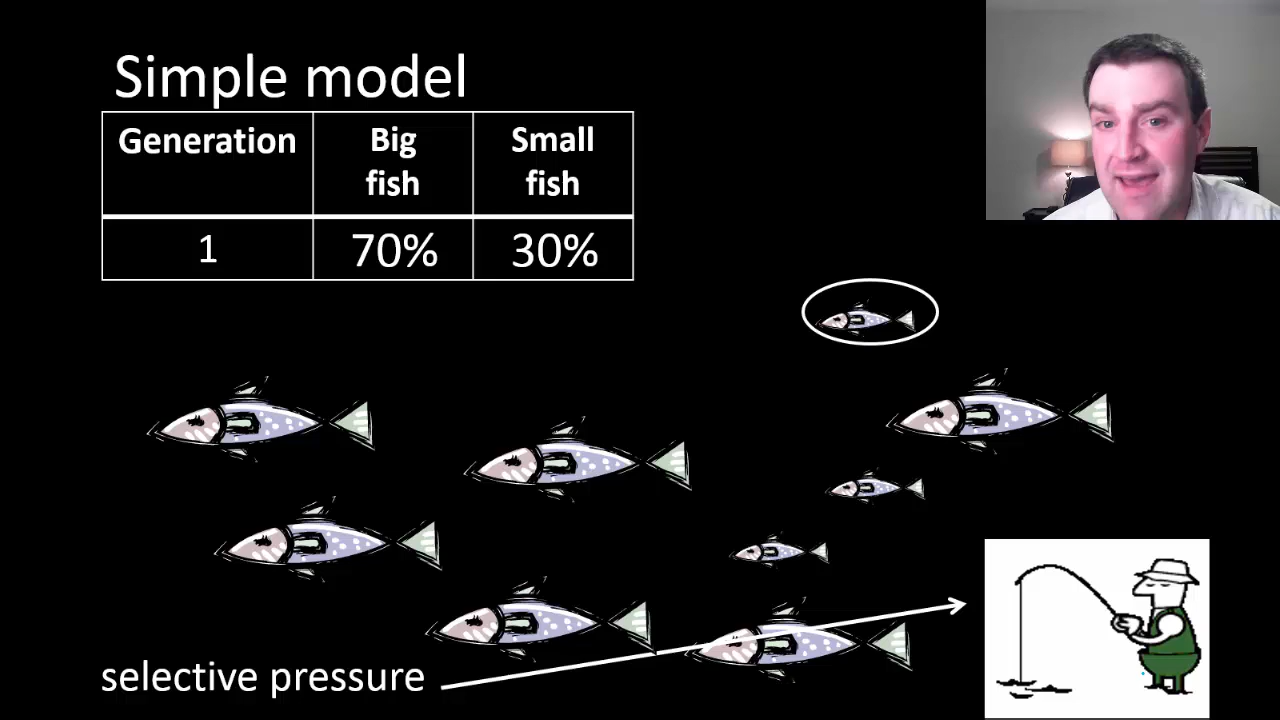 Simple model
Generation
Big
fish
Small
fish
1
70%
30%
selective pressure